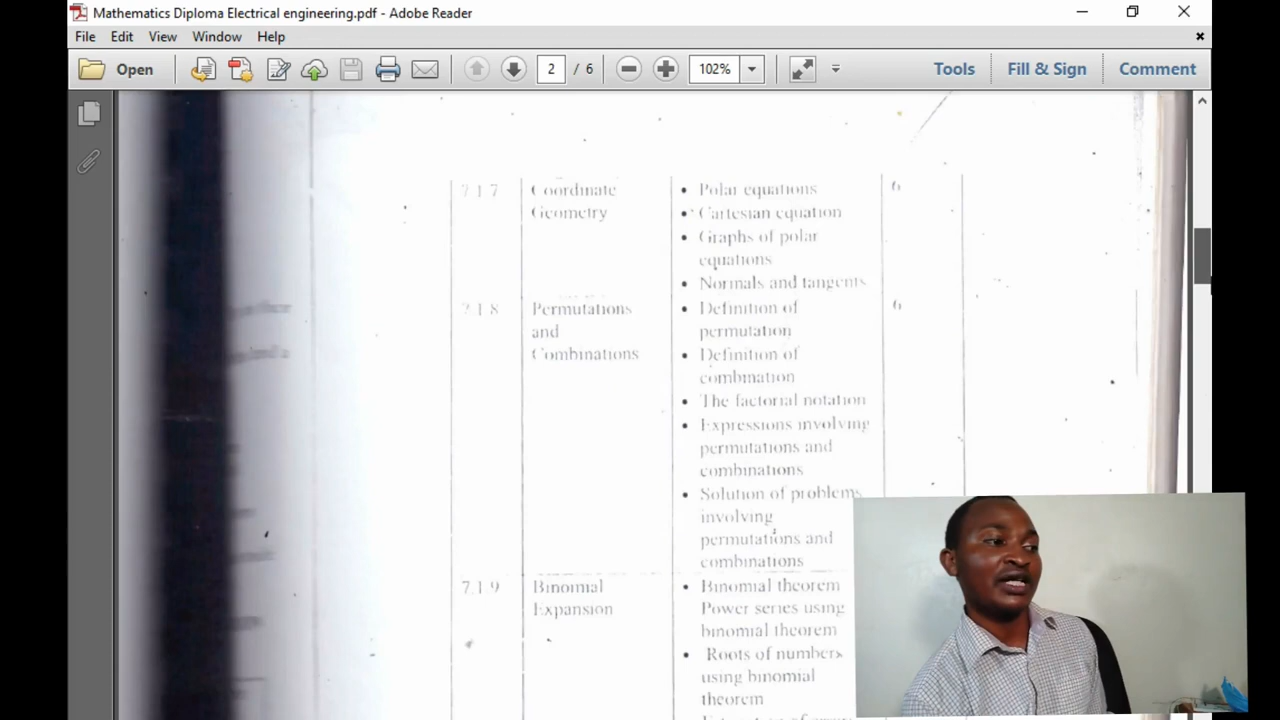 Mathematics Diploma Electrical engineering.pdf - Adobe Reader
File Edit View Window Help
Open 2 / 6 102% Tools Fill & Sign Comment
7.1.7 Coordinate • Polar equations 6
Geometry • Cartesian equation
• Graphs of polar
equations
• Normals and tangents
7.1.8 Permutations • Definition of 6
and permutation
Combinations • Definition of
combination
• The factorial notation
• Expressions involving
permutations and
combinations
• Solution of problems
involving
permutations and
combinations
7.1.9 Binomial • Binomial theorem
Expansion Power series using
binomial theorem
• Roots of numbers
using binomial
theorem